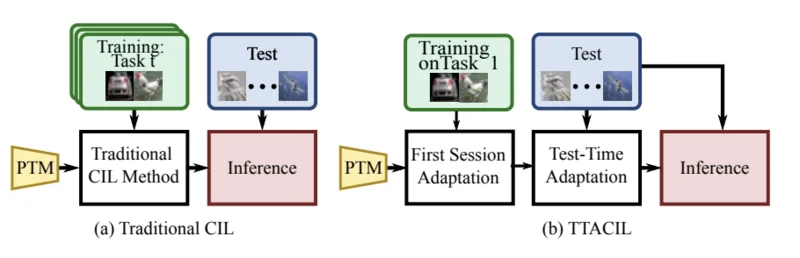 Training:
Task t
Test
PTM
Traditional
CIL Method
Inference
(a) Traditional CIL
Training
onTask 1
Test
PTM
First Session
Adaptation
Test-Time
Adaptation
Inference
(b) TTACIL